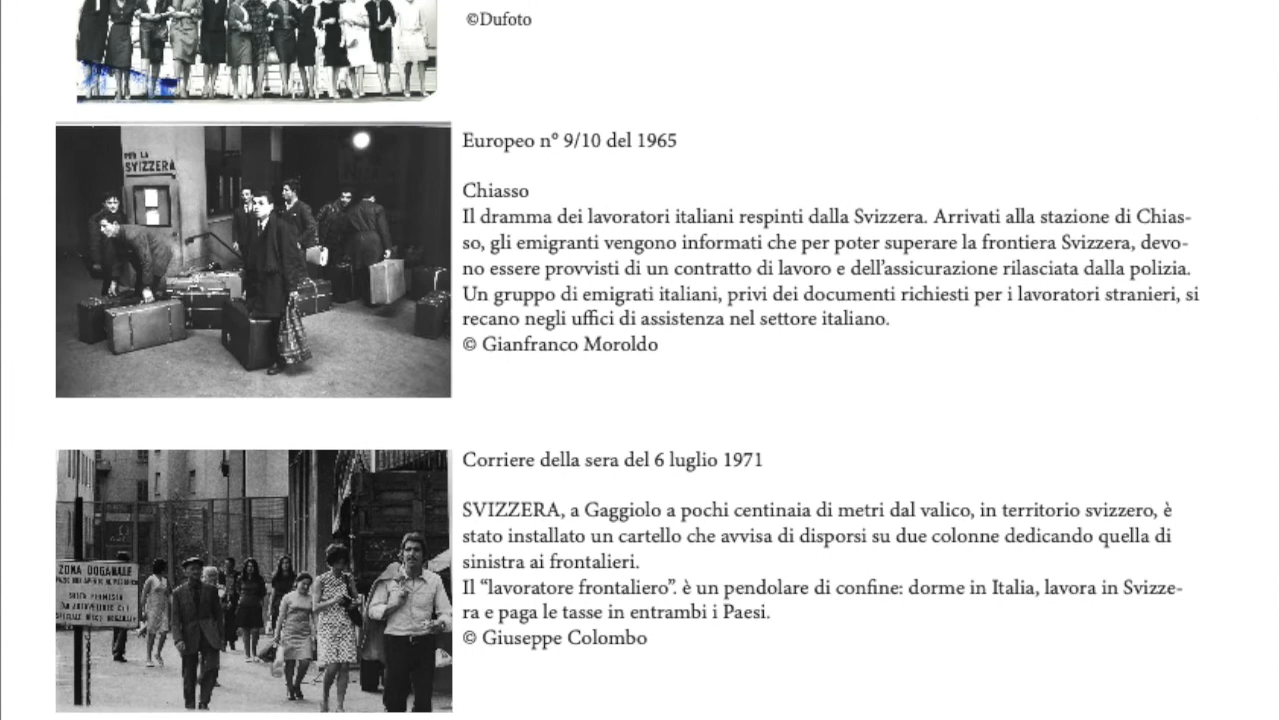 ©Dufoto
PER LA
SVIZZERA
Europeo n° 9/10 del 1965
Chiasso
Il dramma dei lavoratori italiani respinti dalla Svizzera. Arrivati alla stazione di Chias-
so, gli emigranti vengono informati che per poter superare la frontiera Svizzera, devo-
no essere provvisti di un contratto di lavoro e dell’assicurazione rilasciata dalla polizia.
Un gruppo di emigrati italiani, privi dei documenti richiesti per i lavoratori stranieri, si
recano negli uffici di assistenza nel settore italiano.
© Gianfranco Moroldo
ZONA DOGANALE
Corriere della sera del 6 luglio 1971
SVIZZERA, a Gaggiolo a pochi centinaia di metri dal valico, in territorio svizzero, è
stato installato un cartello che avvisa di disporsi su due colonne dedicando quella di
sinistra ai frontalieri.
Il “lavoratore frontaliero”. è un pendolare di confine: dorme in Italia, lavora in Svizze-
ra e paga le tasse in entrambi i Paesi.
© Giuseppe Colombo